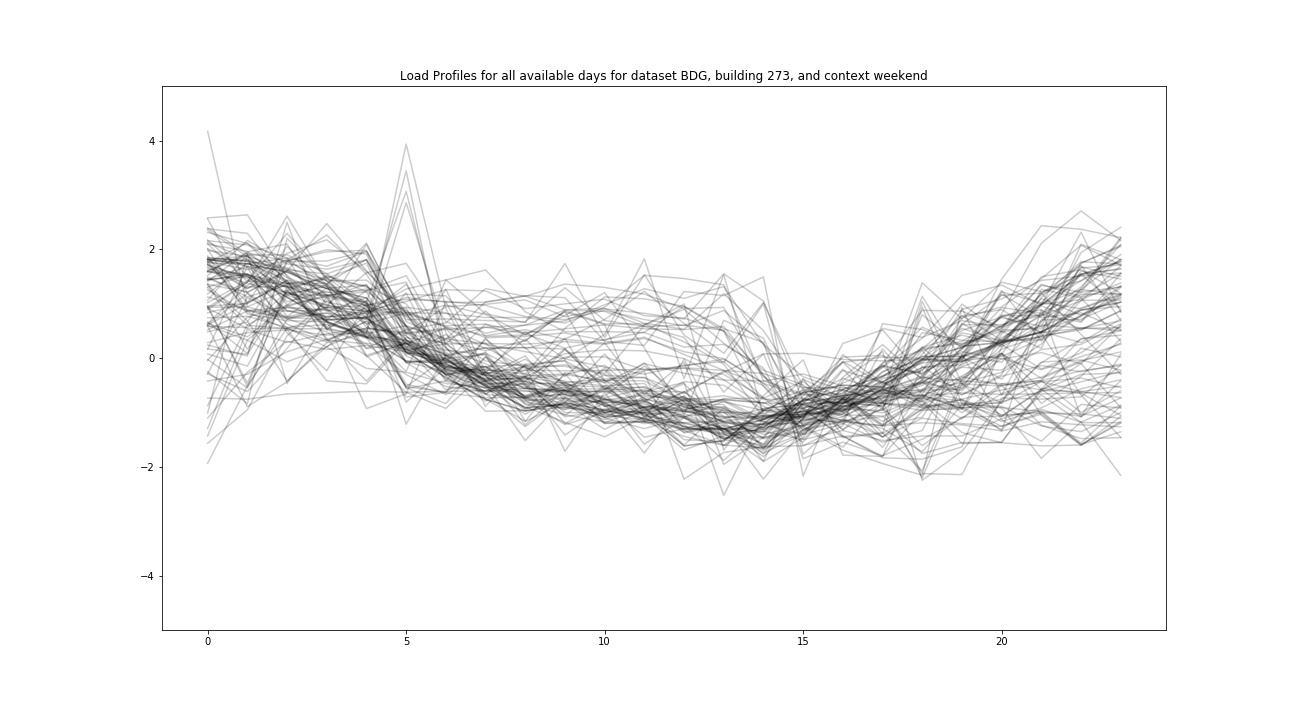 Load Profiles for all available days for dataset BDG, building 273, and context weekend
4
2
0
−2
−4
0 5 10 15 20